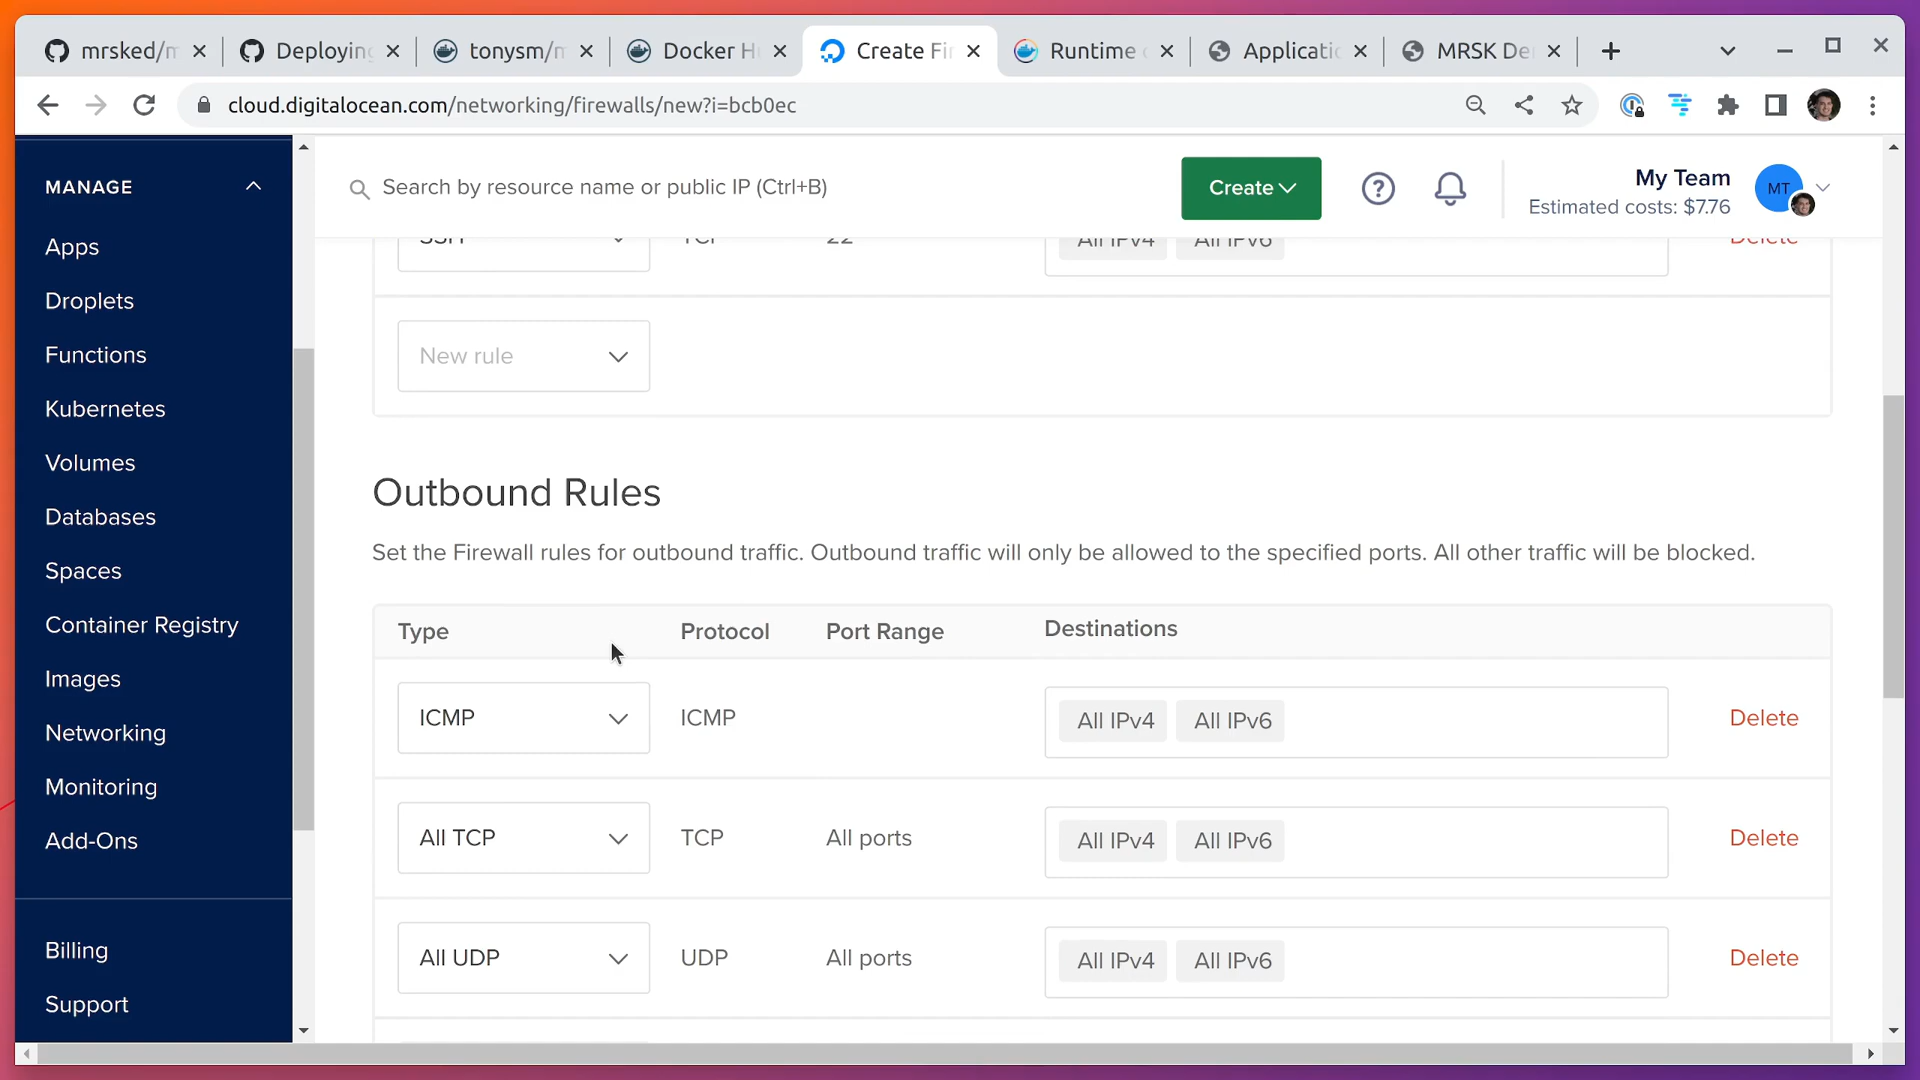 mrsked/m
Deploying
tonysm/m
Docker H
Create Fi
Runtime
Applicati
MRSK De
cloud.digitalocean.com/networking/firewalls/new?i=bcb0ec
MANAGE
Apps
Droplets
Functions
Kubernetes
Volumes
Databases
Spaces
Container Registry
Images
Networking
Monitoring
Add-Ons
Billing
Support
Search by resource name or public IP (Ctrl+B)
Create
My Team
Estimated costs: $7.76
MT
SSH TCP 22 All IPv4 All IPv6 Delete
New rule
Outbound Rules
Set the Firewall rules for outbound traffic. Outbound traffic will only be allowed to the specified ports. All other traffic will be blocked.
Type Protocol Port Range Destinations
ICMP ICMP All IPv4 All IPv6 Delete
All TCP TCP All ports All IPv4 All IPv6 Delete
All UDP UDP All ports All IPv4 All IPv6 Delete